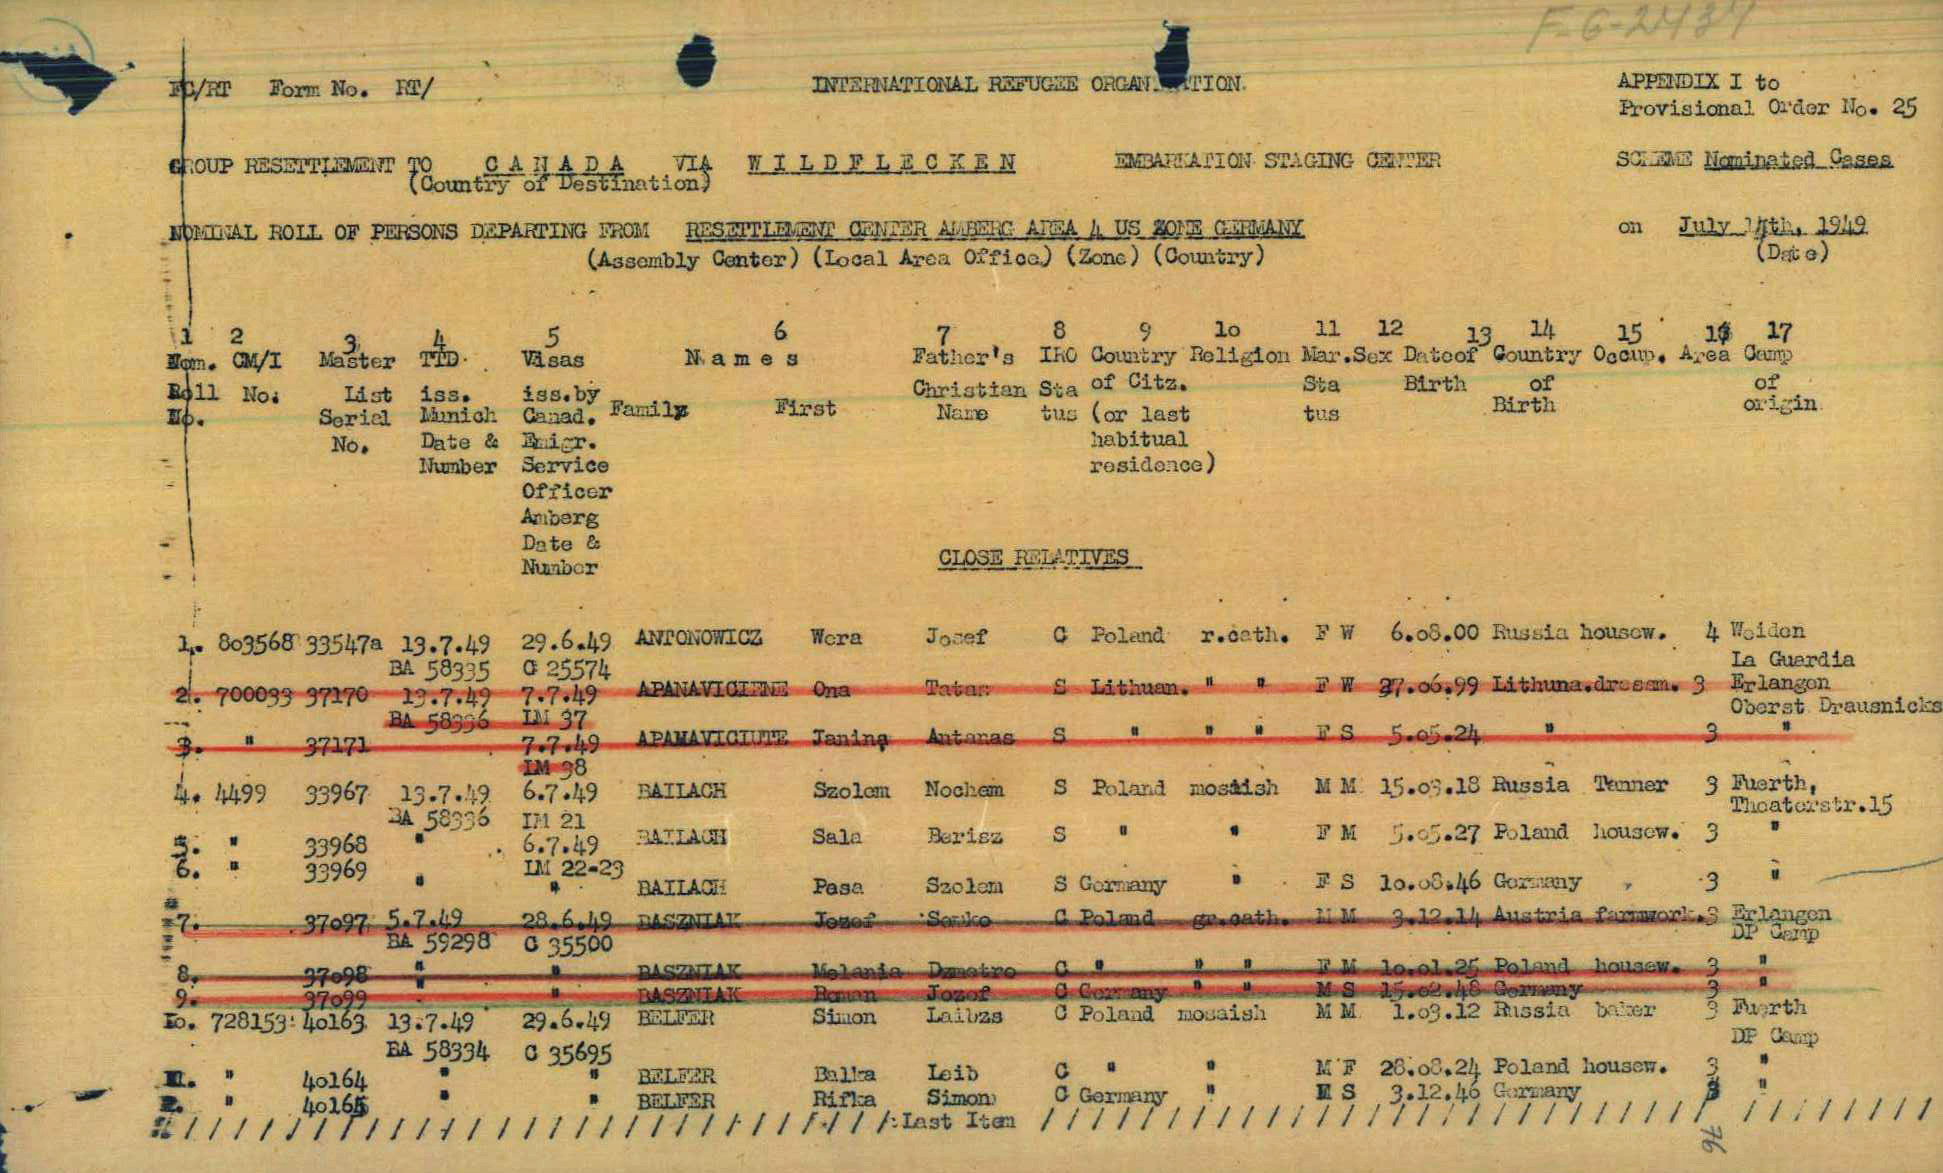 F-6-2437
EC/RT Form No. RT/ INTERNATIONAL REFUGEE ORGAN TION. APPENDIX I to
Provisional Order No. 25
GROUP RESETTLEMENT TO CANADA VIA WILDFLECKEN EMBARKATION STAGING CENTER SCHEME Nominated Cases
(Country of Destination)
NOMINAL ROLL OF PERSONS DEPARTING FROM RESETTLEMENT CENTER AMBERG AREA 4 US ZONE GERMANY on July 14th, 1949
(Assembly Center) (Local Area Office) (Zone) (Country) (Date)
1 2 3 4 5 6 7 8 9 1o 11 12 13 14 15 16 17
Nom. CM/I Master TTD. Visas Names Father's IRO Country Religion Mar. Sex Dateof Country Occup. Area Camp
Roll No: List iss. iss.by Christian Sta of Citz. Sta Birth of of
No. Serial Munich Canad. Family First Name tus (or last tus Birth origin
No. Date & Emigr. habitual
Number Service residence)
Officer
Amberg
Date &
Number
CLOSE RELATIVES
1. 803568 33547a 13.7.49 29.6.49 ANTONOWICZ Wera Josef C Poland r.cath. F W 6.08.00 Russia housew. 4 Weiden
BA 58335 C 25574 La Guardia
2. 700033 37170 13.7.49 7.7.49 APANAVICIENE Ona Tatas S Lithuan. " " F W 27.06.99 Lithuna.dressm. 3 Erlangen
BA 58336 IM 37 Oberst Drausnicks
3. " 37171 7.7.49 APAMAVICIUTE Janina Antanas S " " " F S 5.05.24 " 3 "
IM 38
4. 4499 33967 13.7.49 6.7.49 BAILACH Szolem Nochem S Poland mosaish M M 15.03.18 Russia Tanner 3 Fuerth,
BA 58336 IM 21 Theaterstr.15
5. " 33968 " 6.7.49 BAILACH Sala Berisz S " " F M 5.05.27 Poland housew. 3 "
IM 22-23
6. " 33969 " " BAILACH Pasa Szolem S Germany " F S 10.08.46 Germany 3 "
7. 37097 5.7.49 28.6.49 BASZNIAK Jozef Senko C Poland gr.cath. M M 3.12.14 Austria farmwork. 3 Erlangen
BA 59298 C 35500 DP Camp
8. 37098 " " BASZNIAK Melania Dmetro C " " " F M 10.01.25 Poland housew. 3 "
9. 37099 " " BASZNIAK Roman Jozef C Germany " " M S 15.02.48 Germany 3 "
1o. 728153 40163 13.7.49 29.6.49 BELFER Simon Laibzs C Poland mosaish M M 1.03.12 Russia baker 3 Fuerth
BA 58334 C 35695 DP Camp
11. " 40164 " " BELFER Balka Leib C " " M F 28.08.24 Poland housew. 3 "
12. " 40165 " " BELFER Rifka Simon C Germany " S 3.12.46 Germany 3 "
Last Item
76